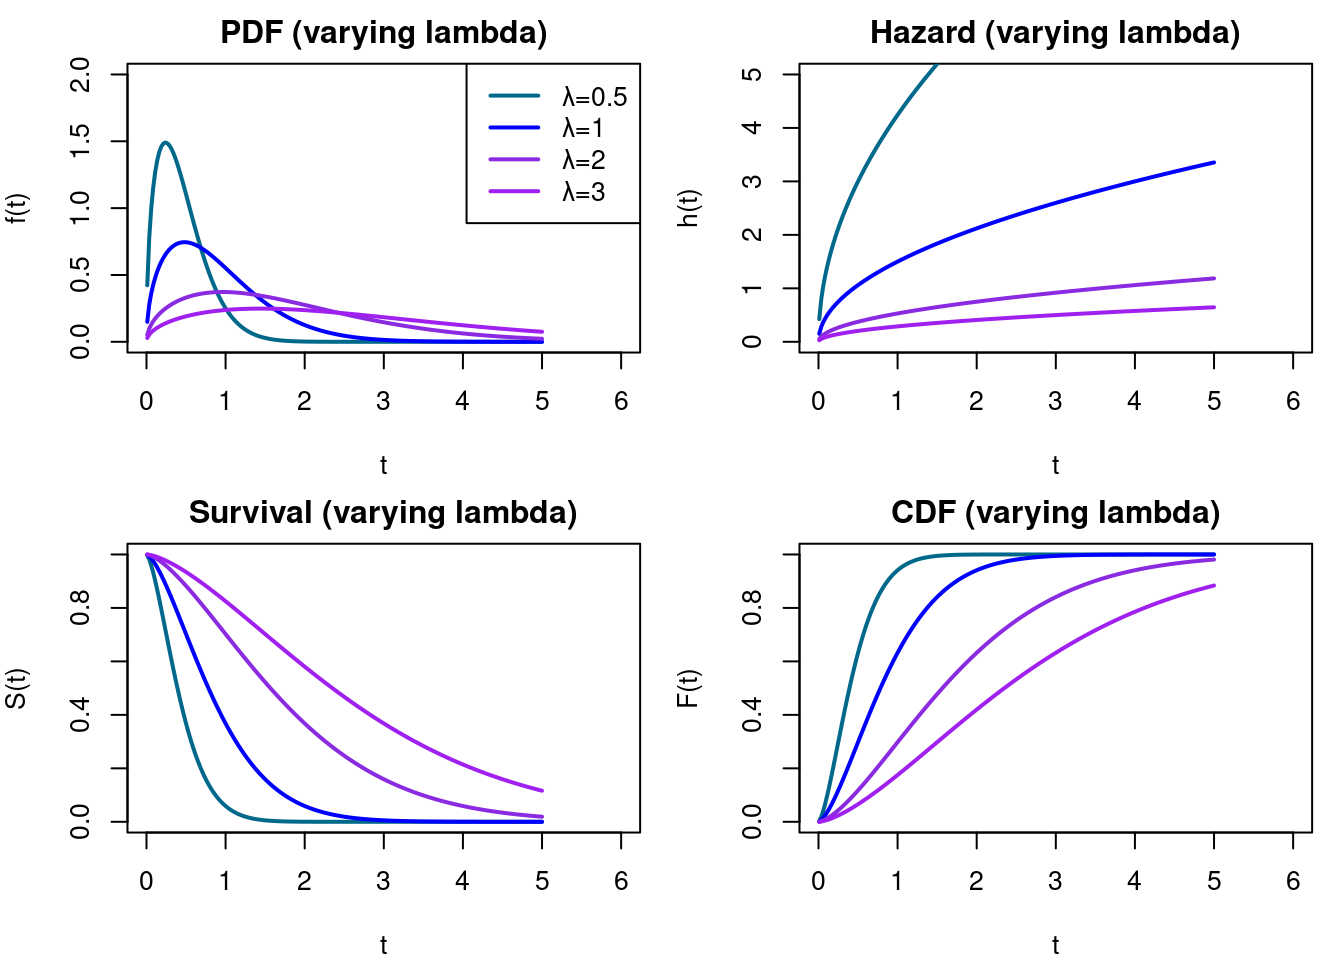 PDF (varying lambda)
f(t)
2.0
1.5
1.0
0.5
0.0
λ=0.5
λ=1
λ=2
λ=3
0 1 2 3 4 5 6
t
Hazard (varying lambda)
h(t)
5
4
3
2
1
0
0 1 2 3 4 5 6
t
Survival (varying lambda)
S(t)
0.8
0.4
0.0
0 1 2 3 4 5 6
t
CDF (varying lambda)
F(t)
0.8
0.4
0.0
0 1 2 3 4 5 6
t